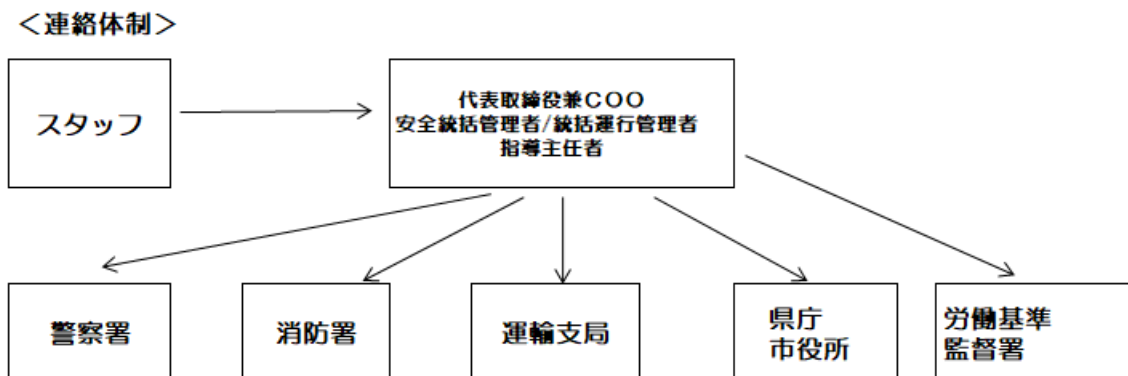 ＜連絡体制＞
スタッフ
代表取締役兼COO
安全統括管理者/統括運行管理者
指導主任者
警察署
消防署
運輸支局
県庁
市役所
労働基準
監督署